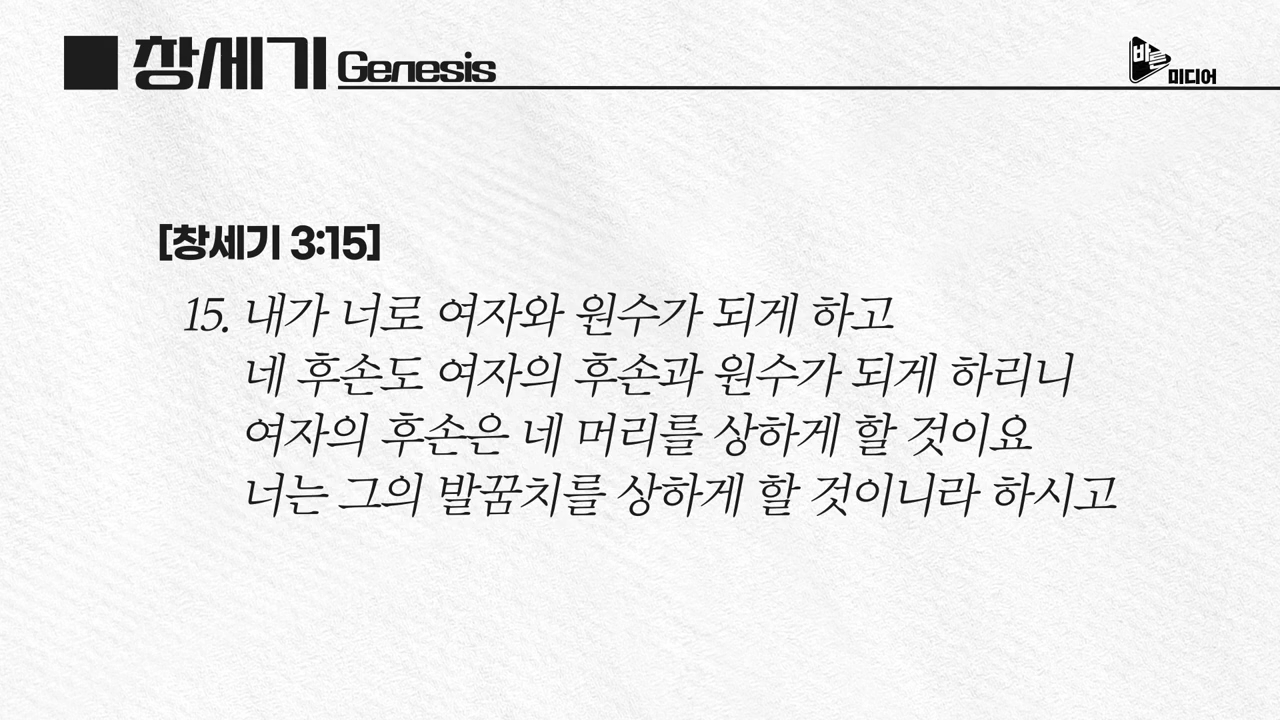 창세기 Genesis
바른
미디어
[창세기 3:15]
15. 내가 너로 여자와 원수가 되게 하고
네 후손도 여자의 후손과 원수가 되게 하리니
여자의 후손은 네 머리를 상하게 할 것이요
너는 그의 발꿈치를 상하게 할 것이니라 하시고